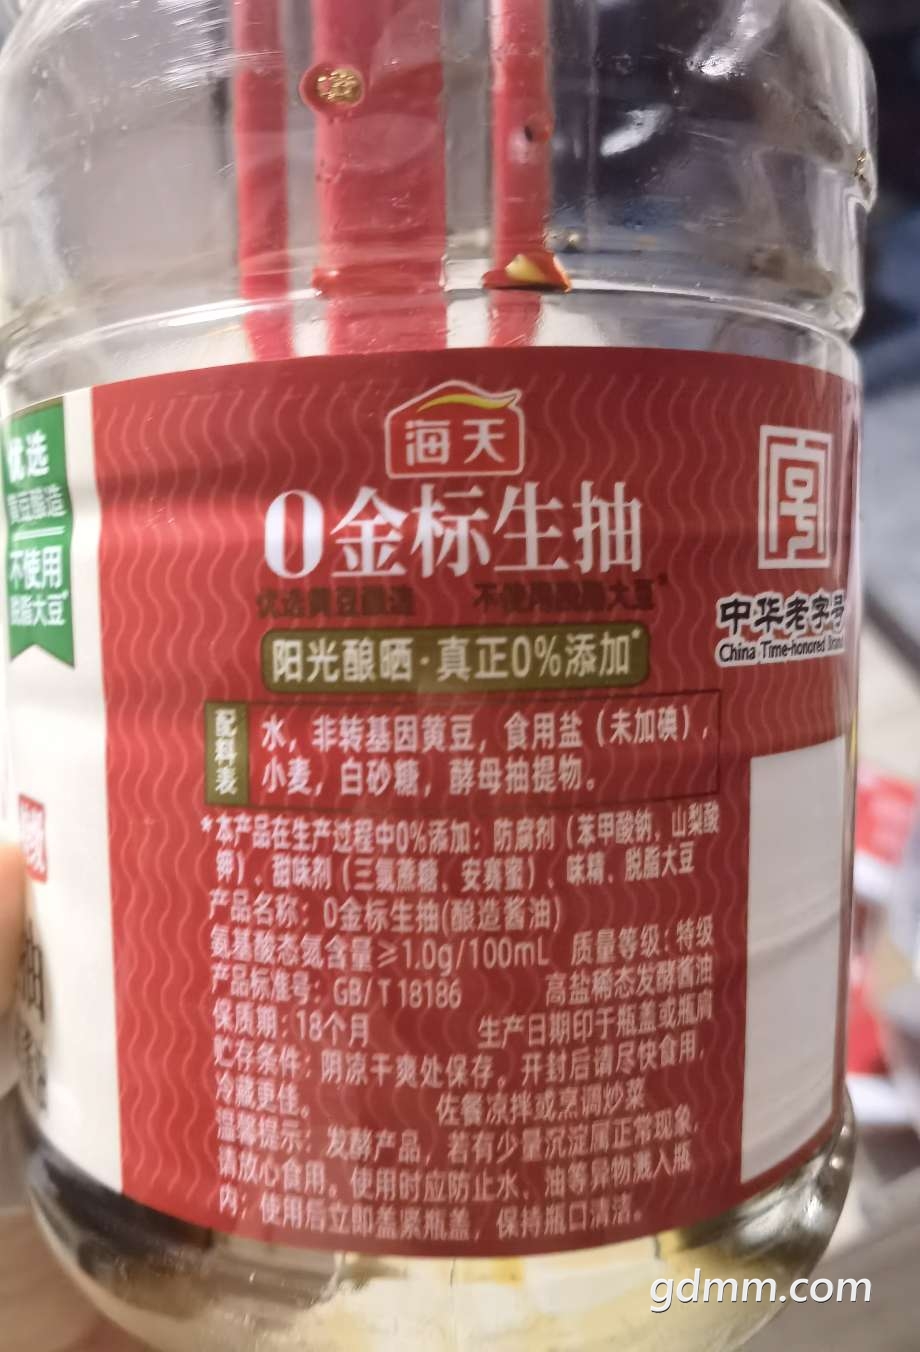 海天
0金标生抽
优选黄豆酿造 不使用脱脂大豆*
阳光酿晒·真正0%添加*
配料表
水，非转基因黄豆，食用盐（未加碘），
小麦，白砂糖，酵母抽提物。
*本产品在生产过程中0%添加：防腐剂（苯甲酸钠、山梨酸
钾）、甜味剂（三氯蔗糖、安赛蜜）、味精、脱脂大豆
产品名称：0金标生抽(酿造酱油)
氨基酸态氮含量≥1.0g/100mL 质量等级：特级
产品标准号：GB/T 18186 高盐稀态发酵酱油
保质期：18个月 生产日期印于瓶盖或瓶肩
贮存条件：阴凉干爽处保存。开封后请尽快食用，
冷藏更佳。 佐餐凉拌或烹调炒菜
温馨提示：发酵产品，若有少量沉淀属正常现象，
请放心食用。使用时应防止水、油等异物溅入瓶
内；使用后立即盖紧瓶盖，保持瓶口清洁。
优选
黄豆酿造
不使用
脱脂大豆*
中华老字号
China Time-honored Brand
gdmm.com